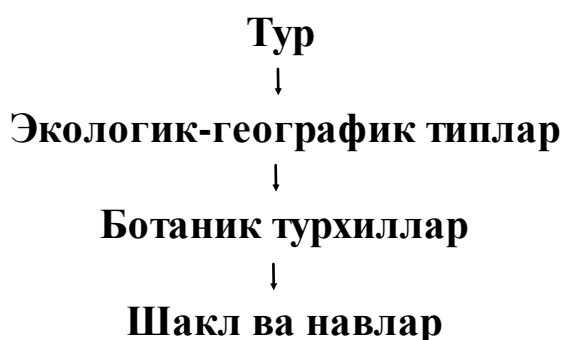 Тур
Экологик-географик типлар
Ботаник турхиллар
Шакл ва навлар